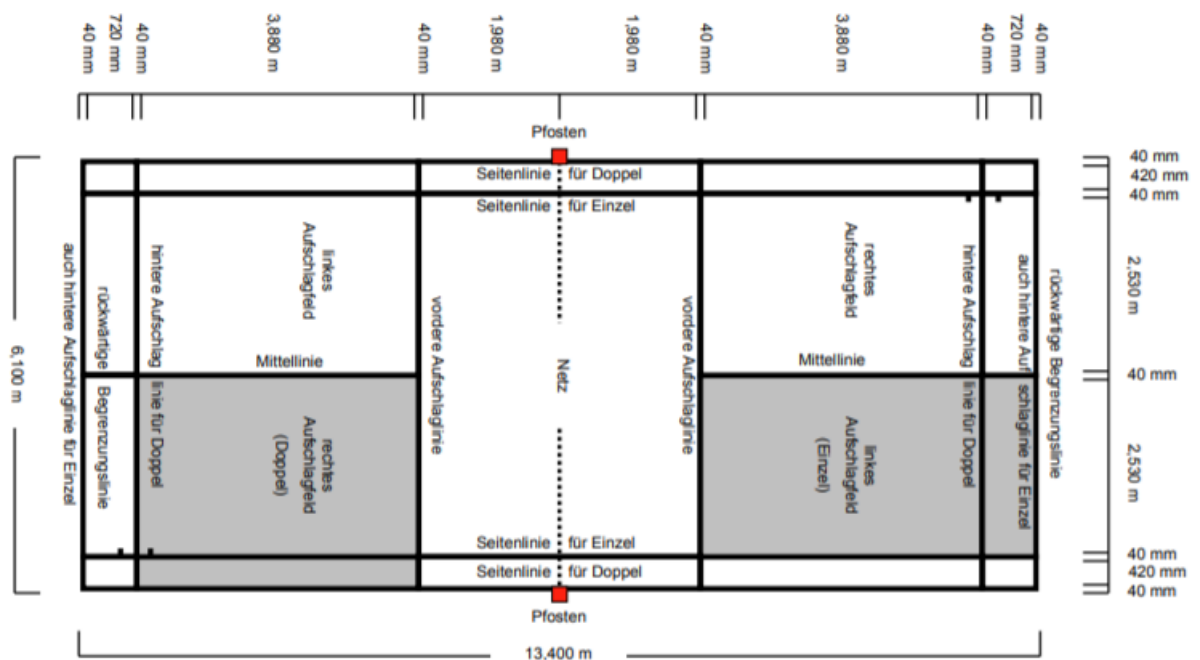 40 mm
720 mm
40 mm
3,880 m
40 mm
1,980 m
1,980 m
40 mm
3,880 m
40 mm
720 mm
40 mm
Pfosten
Seitenlinie für Doppel
Seitenlinie für Einzel
40 mm
420 mm
40 mm
2,530 m
40 mm
2,530 m
40 mm
420 mm
40 mm
6,100 m
auch hintere Aufschlaglinie für Einzel
rückwärtige Begrenzungslinie
hintere Aufschlag linie für Doppel
linkes
Aufschlagfeld
Mittellinie
rechtes
Aufschlagfeld
(Doppel)
vordere Aufschlaglinie
Netz
vordere Aufschlaglinie
rechtes
Aufschlagfeld
Mittellinie
linkes
Aufschlagfeld
(Einzel)
hintere Aufschlag linie für Doppel
auch hintere Auf schlaglinie für Einzel
rückwärtige Begrenzungslinie
Seitenlinie für Einzel
Seitenlinie für Doppel
Pfosten
13,400 m